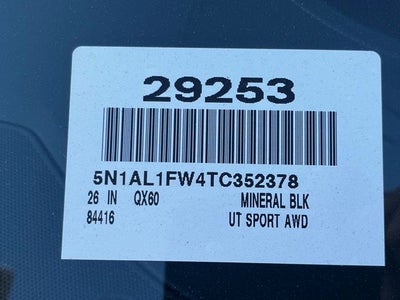 29253
5N1AL1FW4TC352378
26 IN QX60 MINERAL BLK
84416 UT SPORT AWD